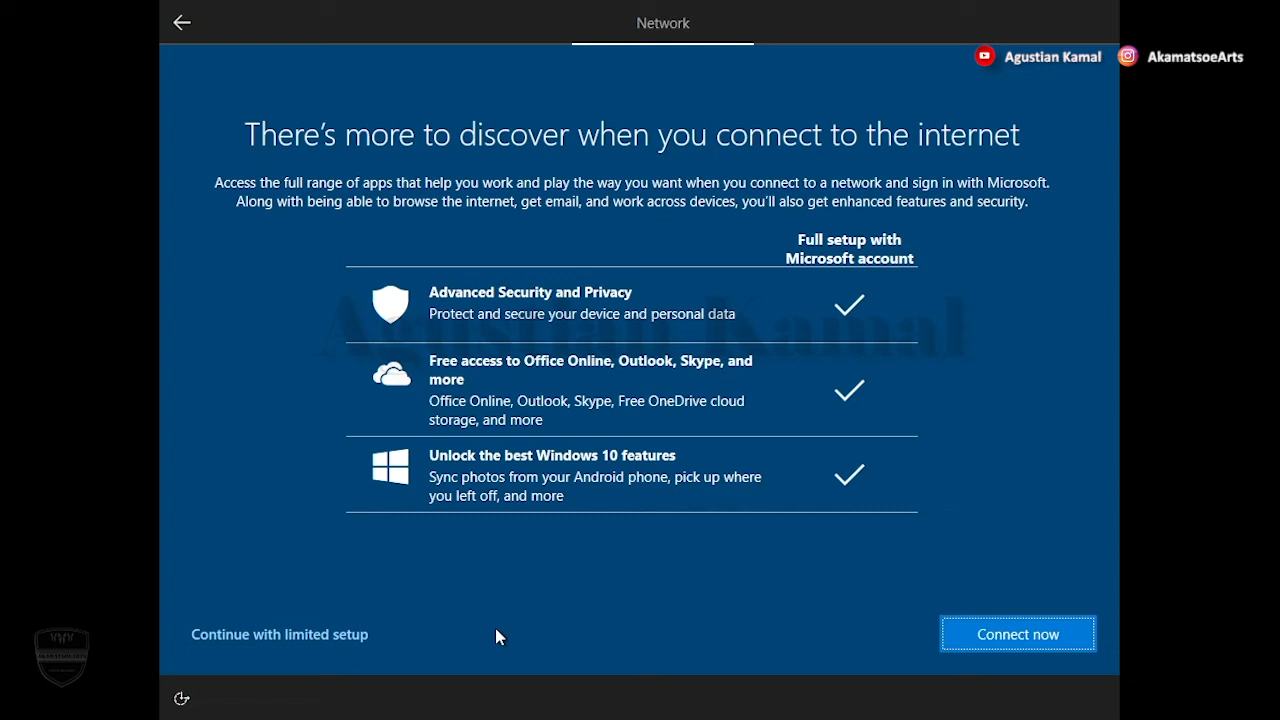 Network
Agustian Kamal
AkamatsoeArts
There's more to discover when you connect to the internet
Access the full range of apps that help you work and play the way you want when you connect to a network and sign in with Microsoft.
Along with being able to browse the internet, get email, and work across devices, you'll also get enhanced features and security.
Full setup with
Microsoft account
Advanced Security and Privacy
Protect and secure your device and personal data
Agustian Kamal
Free access to Office Online, Outlook, Skype, and
more
Office Online, Outlook, Skype, Free OneDrive cloud
storage, and more
Unlock the best Windows 10 features
Sync photos from your Android phone, pick up where
you left off, and more
Continue with limited setup
Connect now